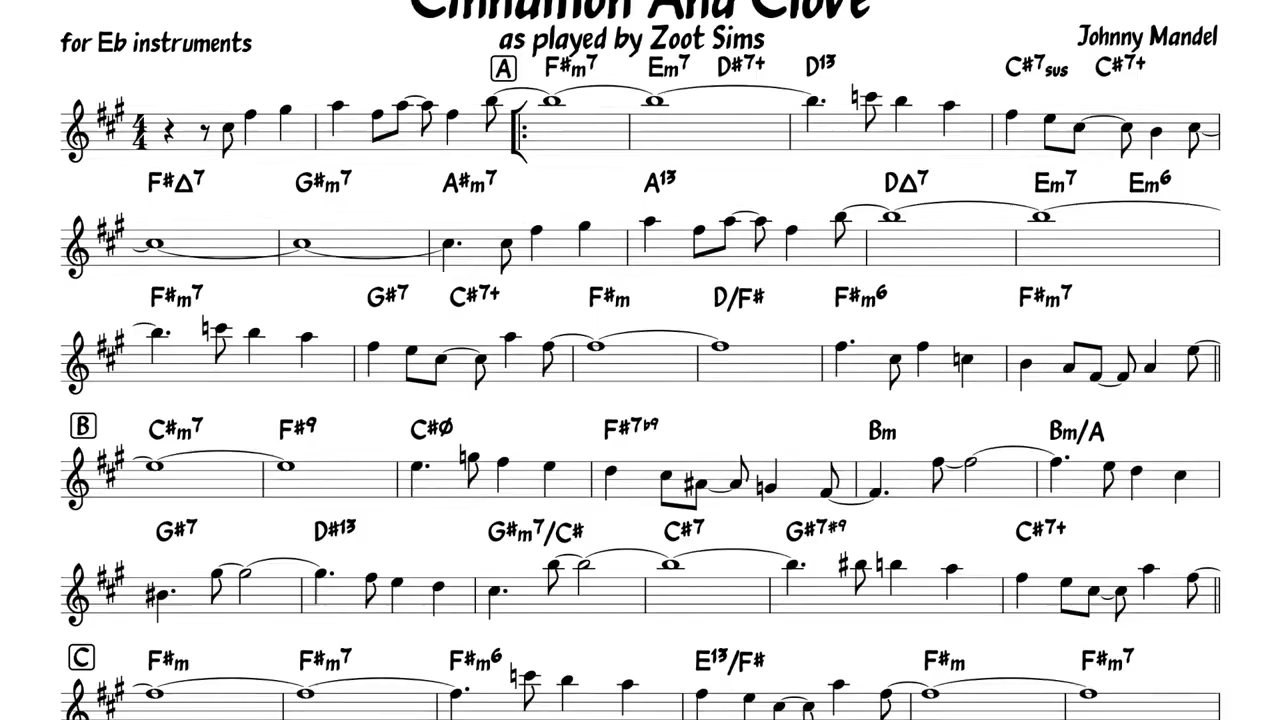 Cinnamon And Clove
for Eb instruments
as played by Zoot Sims
Johnny Mandel
A F#m7 Em7 D#7+ D13 C#7sus C#7+
F#Δ7 G#m7 A#m7 A13 DΔ7 Em7 Em6
F#m7 G#7 C#7+ F#m D/F# F#m6 F#m7
B C#m7 F#9 C#Ø F#7b9 Bm Bm/A
G#7 D#13 G#m7/C# C#7 G#7#9 C#7+
C F#m F#m7 F#m6 E13/F# F#m F#m7